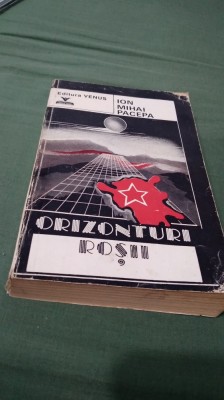 Editura VENUS
ION
MIHAI
PACEPA
ORIZONTURI
ROȘII